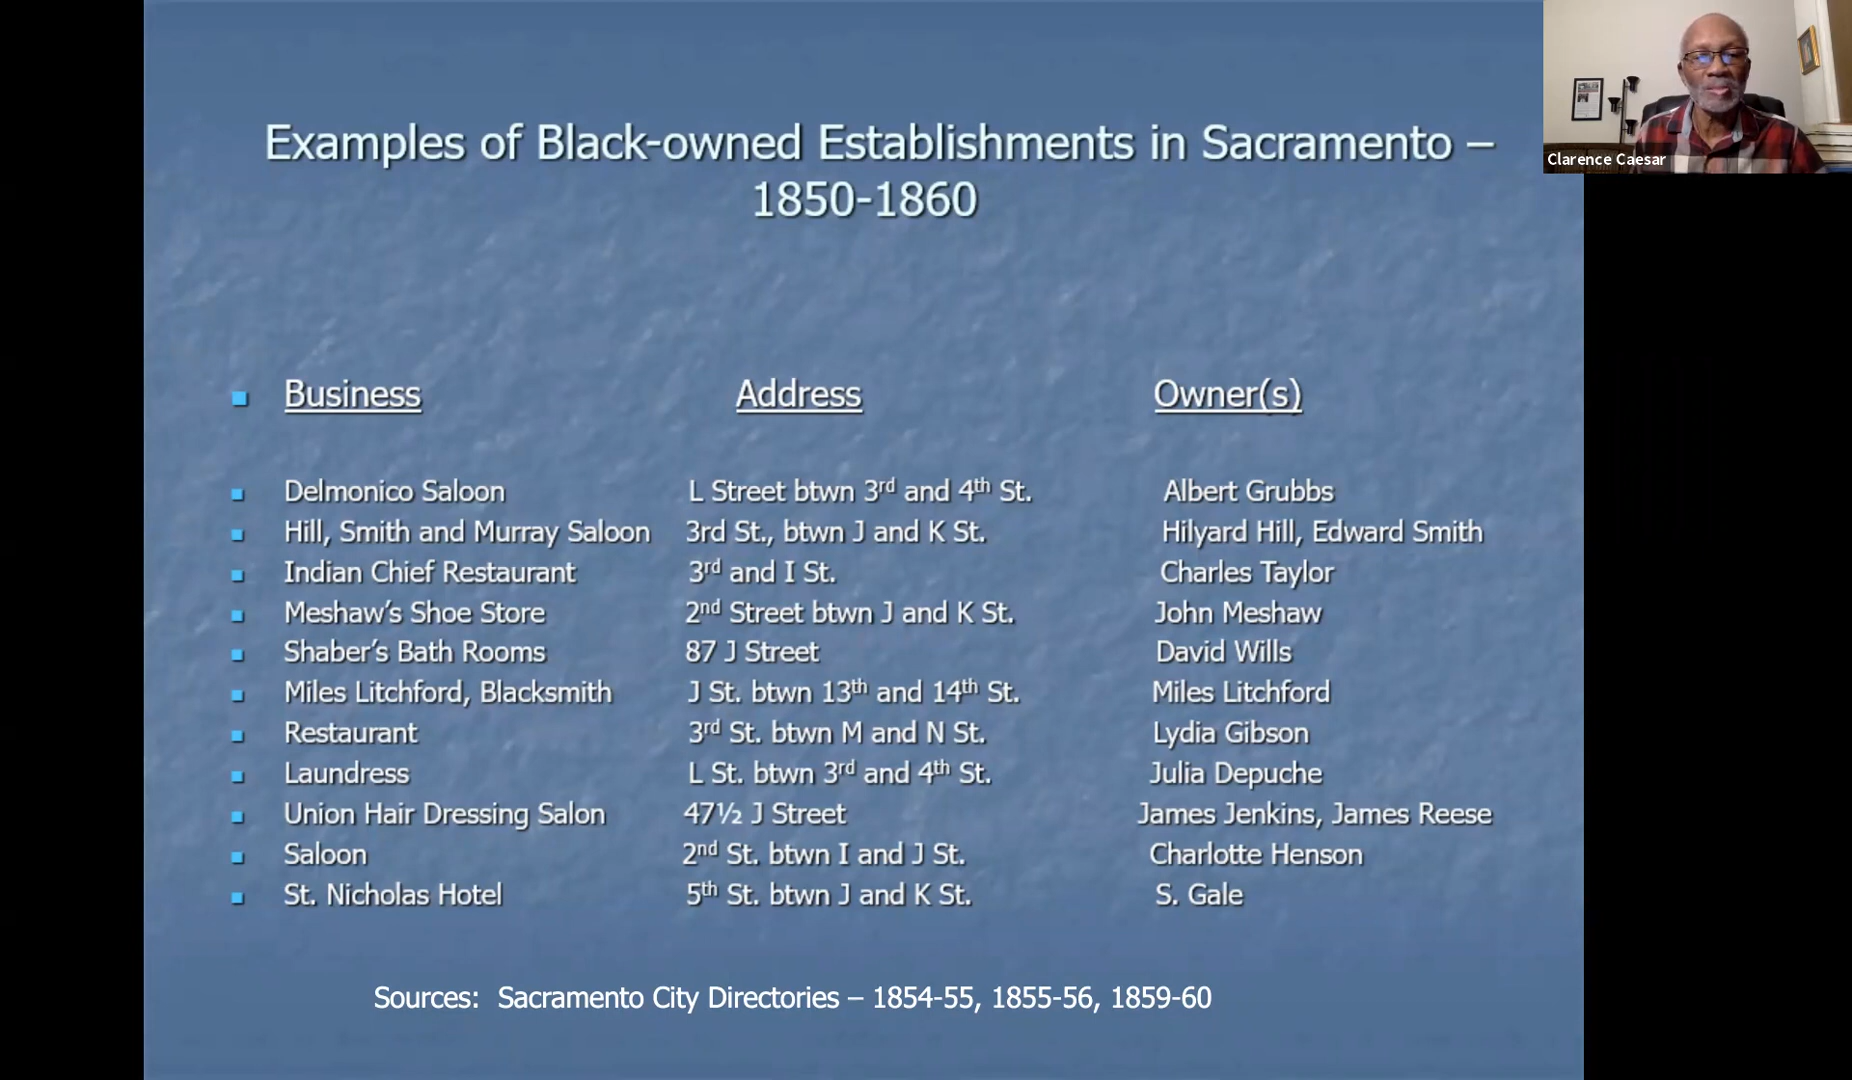 Examples of Black-owned Establishments in Sacramento –
1850-1860
Clarence Caesar
Business Address Owner(s)
Delmonico Saloon L Street btwn 3rd and 4th St. Albert Grubbs
Hill, Smith and Murray Saloon 3rd St., btwn J and K St. Hilyard Hill, Edward Smith
Indian Chief Restaurant 3rd and I St. Charles Taylor
Meshaw's Shoe Store 2nd Street btwn J and K St. John Meshaw
Shaber's Bath Rooms 87 J Street David Wills
Miles Litchford, Blacksmith J St. btwn 13th and 14th St. Miles Litchford
Restaurant 3rd St. btwn M and N St. Lydia Gibson
Laundress L St. btwn 3rd and 4th St. Julia Depuche
Union Hair Dressing Salon 47½ J Street James Jenkins, James Reese
Saloon 2nd St. btwn I and J St. Charlotte Henson
St. Nicholas Hotel 5th St. btwn J and K St. S. Gale
Sources: Sacramento City Directories – 1854-55, 1855-56, 1859-60